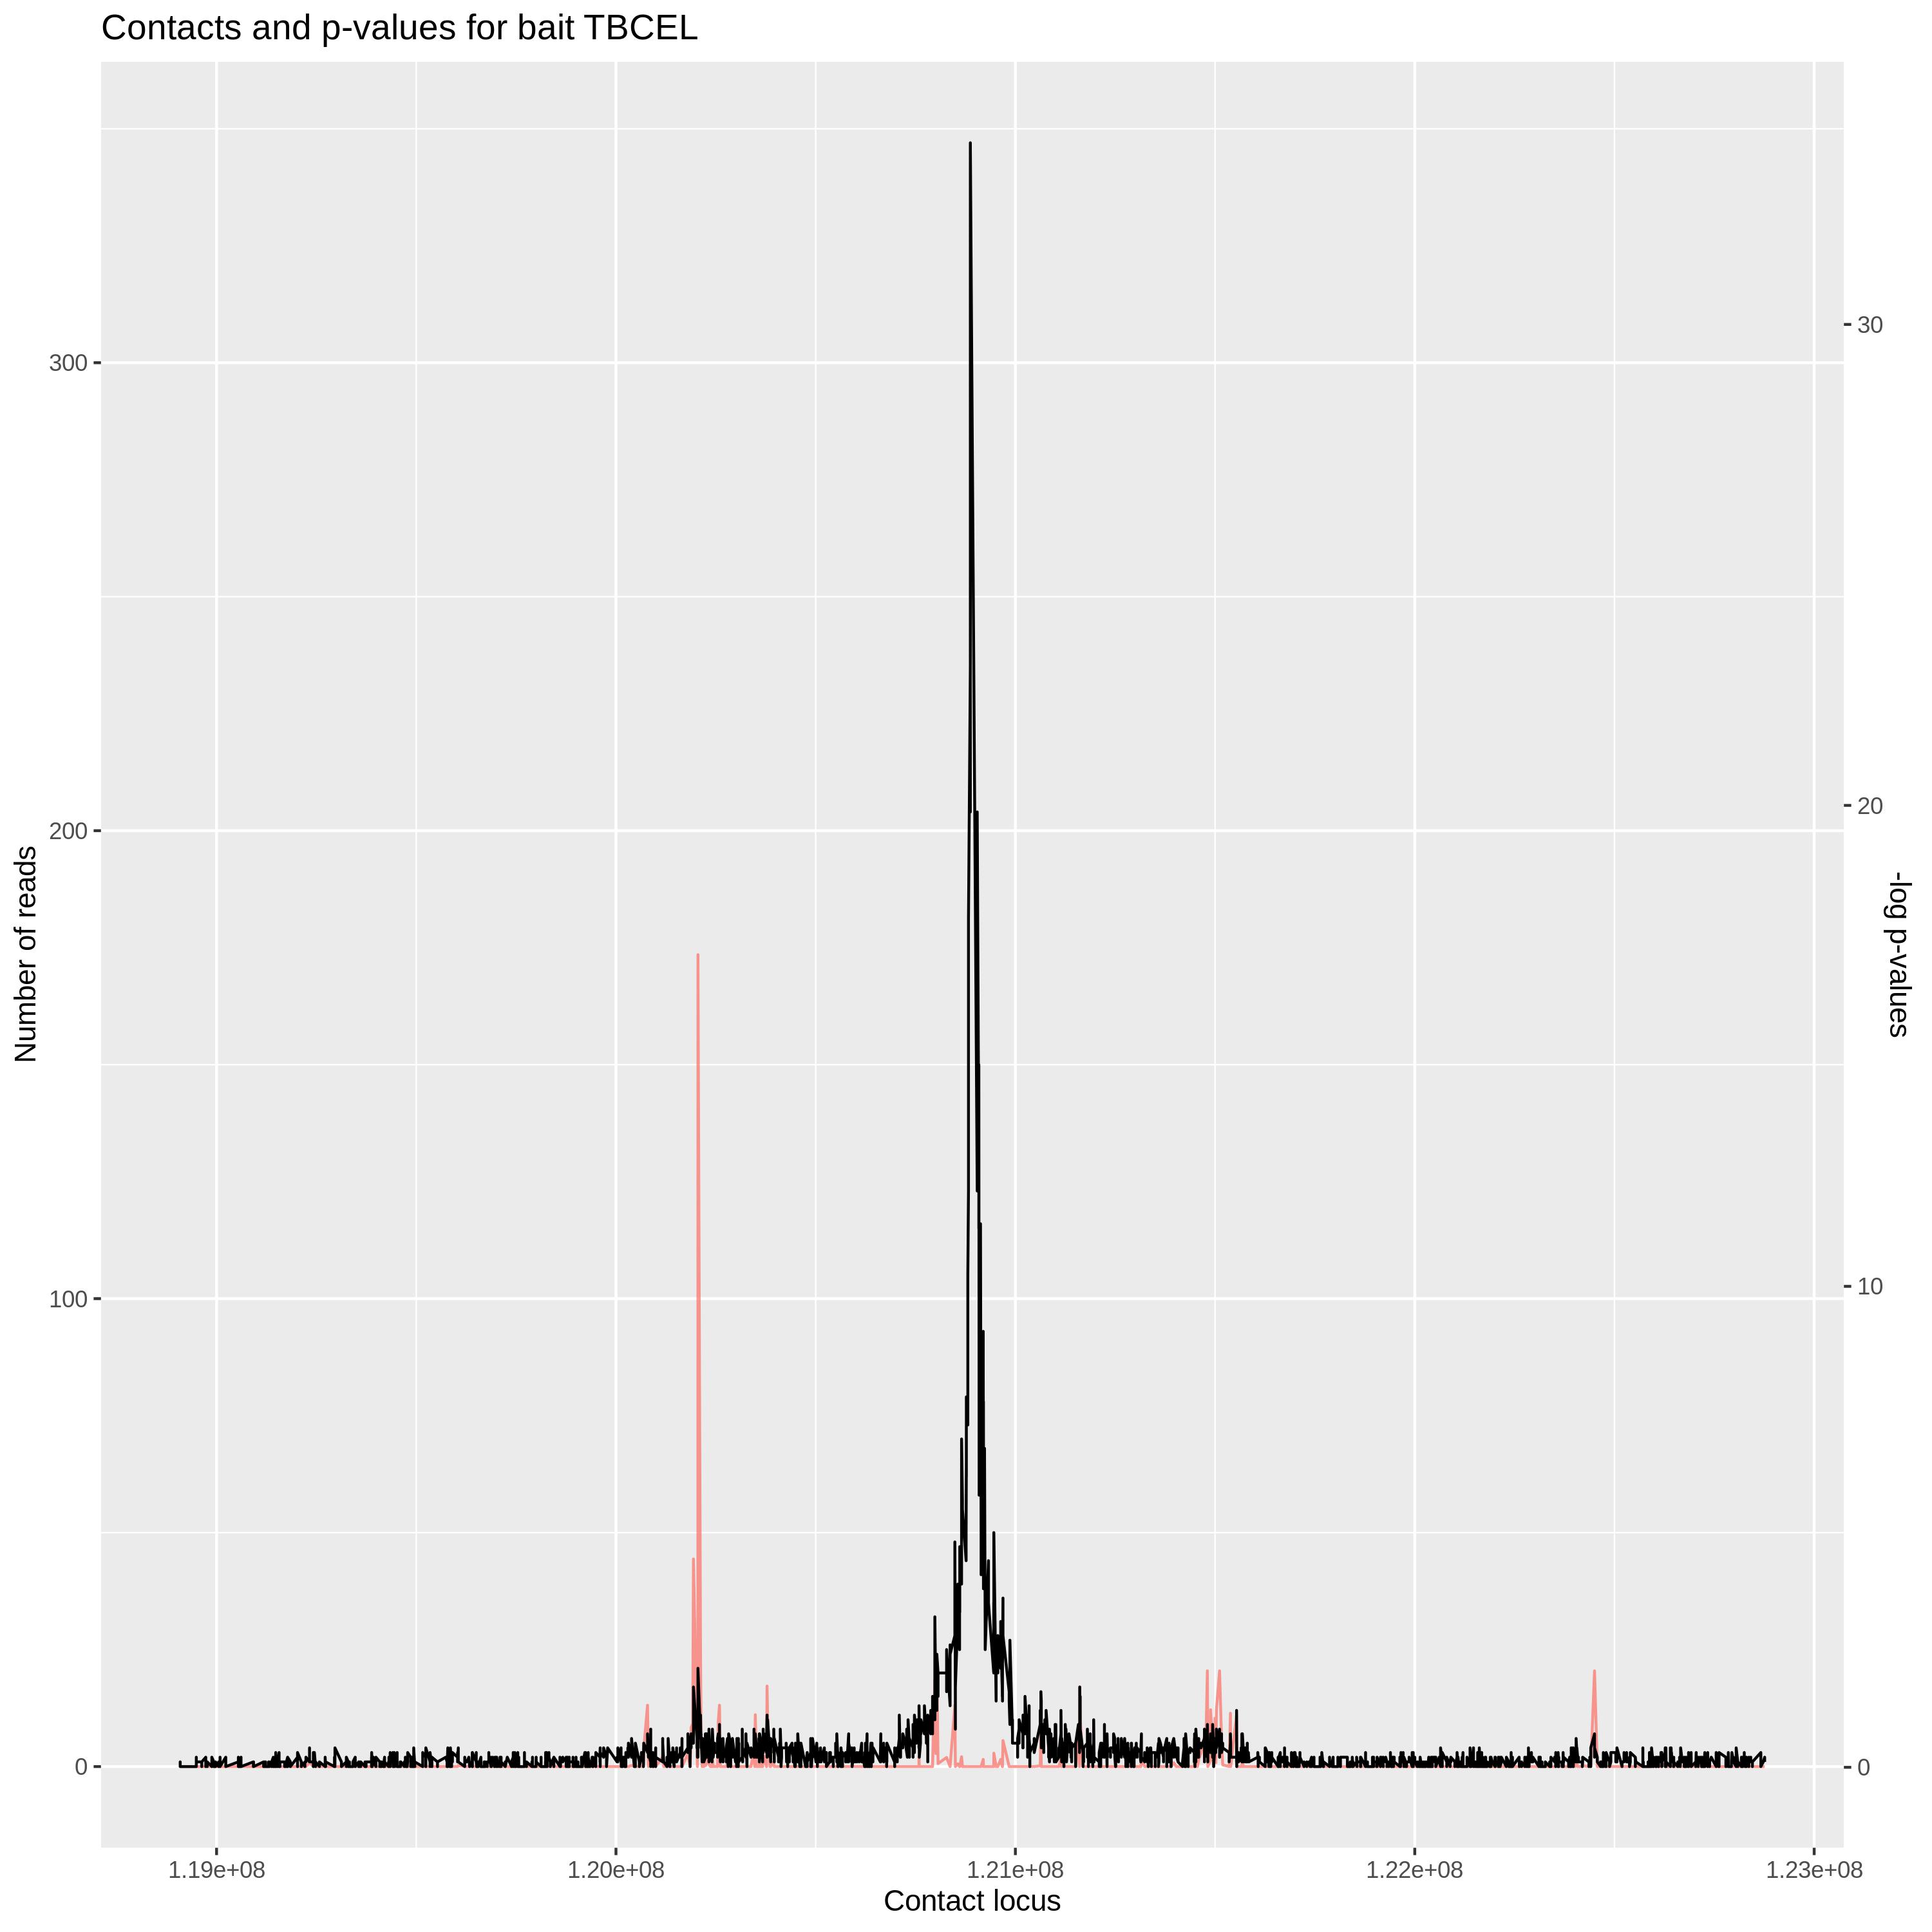 Contacts and p-values for bait TBCEL
Number of reads
300
200
100
0
30
20
10
0
-log p-values
1.19e+08
1.20e+08
1.21e+08
1.22e+08
1.23e+08
Contact locus